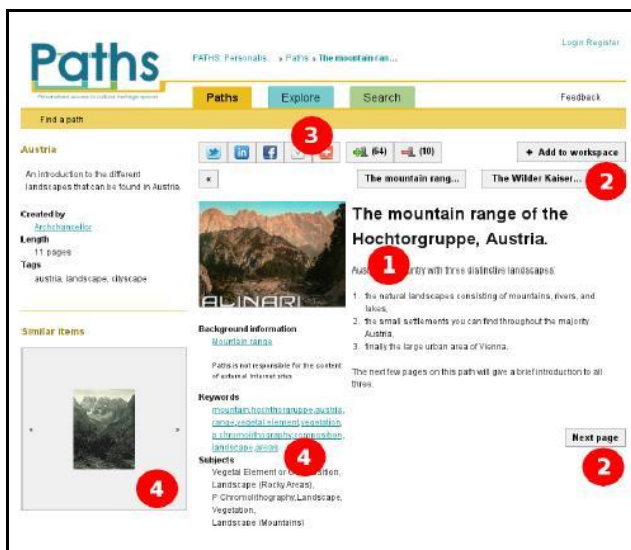 Login Register
Paths
PATHS: Personalis... » Paths » The mountain ran...
Personalised access to cultural heritage spaces
Paths
Explore
Search
Feedback
Find a path
Austria
An introduction to the different
landscapes that can be found in Austria.
Created by
Archchancellor
Length
11 pages
Tags
austria, landscape, cityscape
Similar items
«
»
4
3
(64)
(10)
+ Add to workspace
«
The mountain rang...
The Wilder Kaiser...
2
ALINARI
The mountain range of the
Hochtorgruppe, Austria.
1
with three distinctive landscapes:
1. the natural landscapes consisting of mountains, rivers, and
lakes,
2. the small settlements you can find throughout the majority
Austria,
3. finally the large urban area of Vienna.
The next few pages on this path will give a brief introduction to all
three.
Next page
2
Background information
Mountain range
Paths is not responsible for the content
of external Internet sites
Keywords
mountain,hochtorgruppe,austria,
range,vegetal element,vegetation,
p chromolithography,composition,
landscape,areas
4
Subjects
Vegetal Element or
Landscape (Rocky Areas),
P Chromolithography,Landscape,
Vegetation,
Landscape (Mountains)